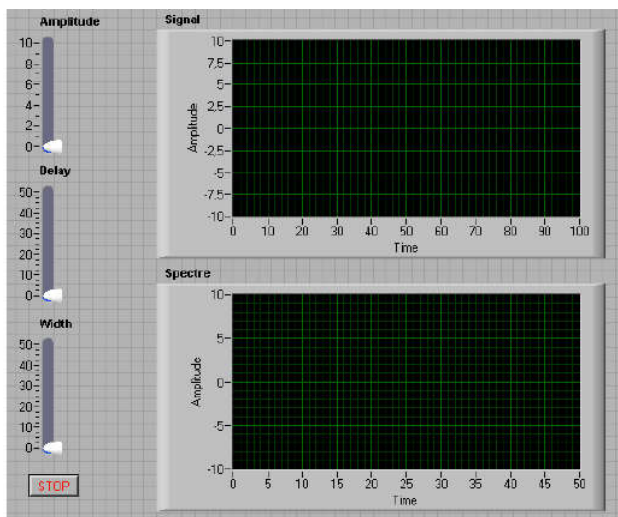 Amplitude
10-
8-
6-
4-
2-
0-
Delay
50-
40-
30-
20-
10-
0-
Width
50-
40-
30-
20-
10-
0-
STOP
Signal
Amplitude
10-
7,5-
5-
2,5-
0-
-2,5-
-5-
-7,5-
-10-
0 10 20 30 40 50 60 70 80 90 100
Time
Spectre
Amplitude
10-
5-
0-
-5-
-10-
0 5 10 15 20 25 30 35 40 45 50
Time